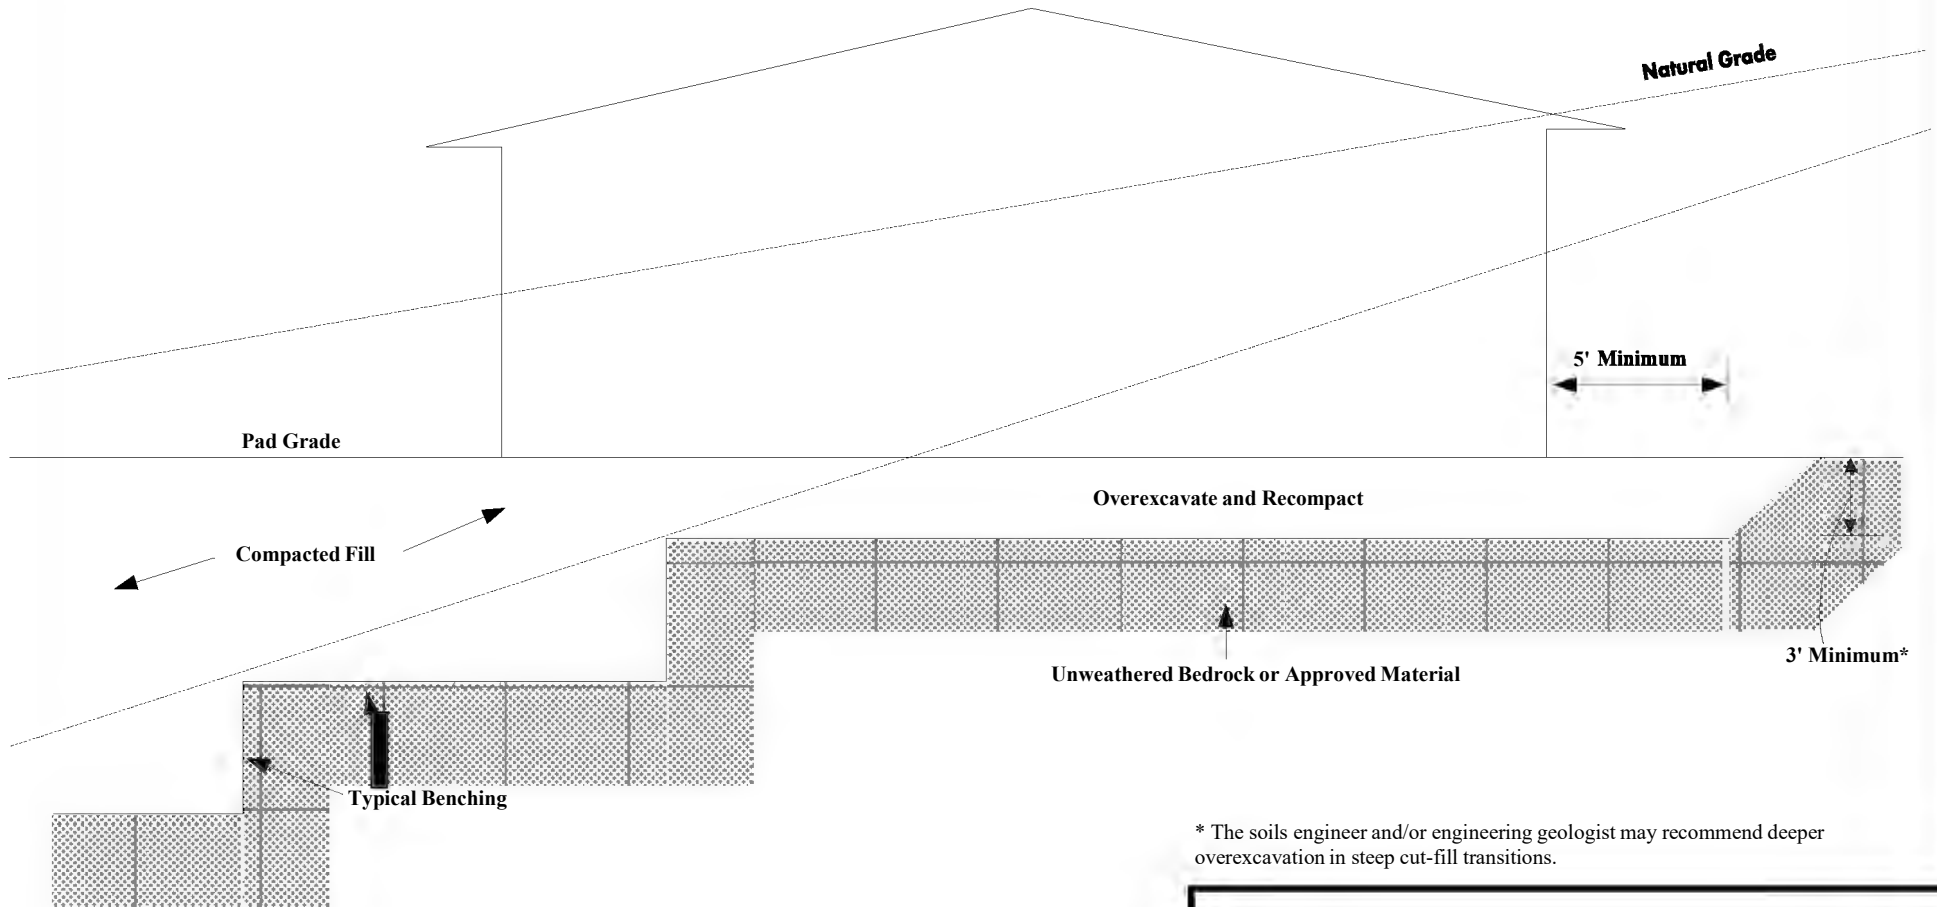 Natural Grade
5' Minimum
Pad Grade
Overexcavate and Recompact
Compacted Fill
3' Minimum*
Unweathered Bedrock or Approved Material
Typical Benching
* The soils engineer and/or engineering geologist may recommend deeper
overexcavation in steep cut-fill transitions.